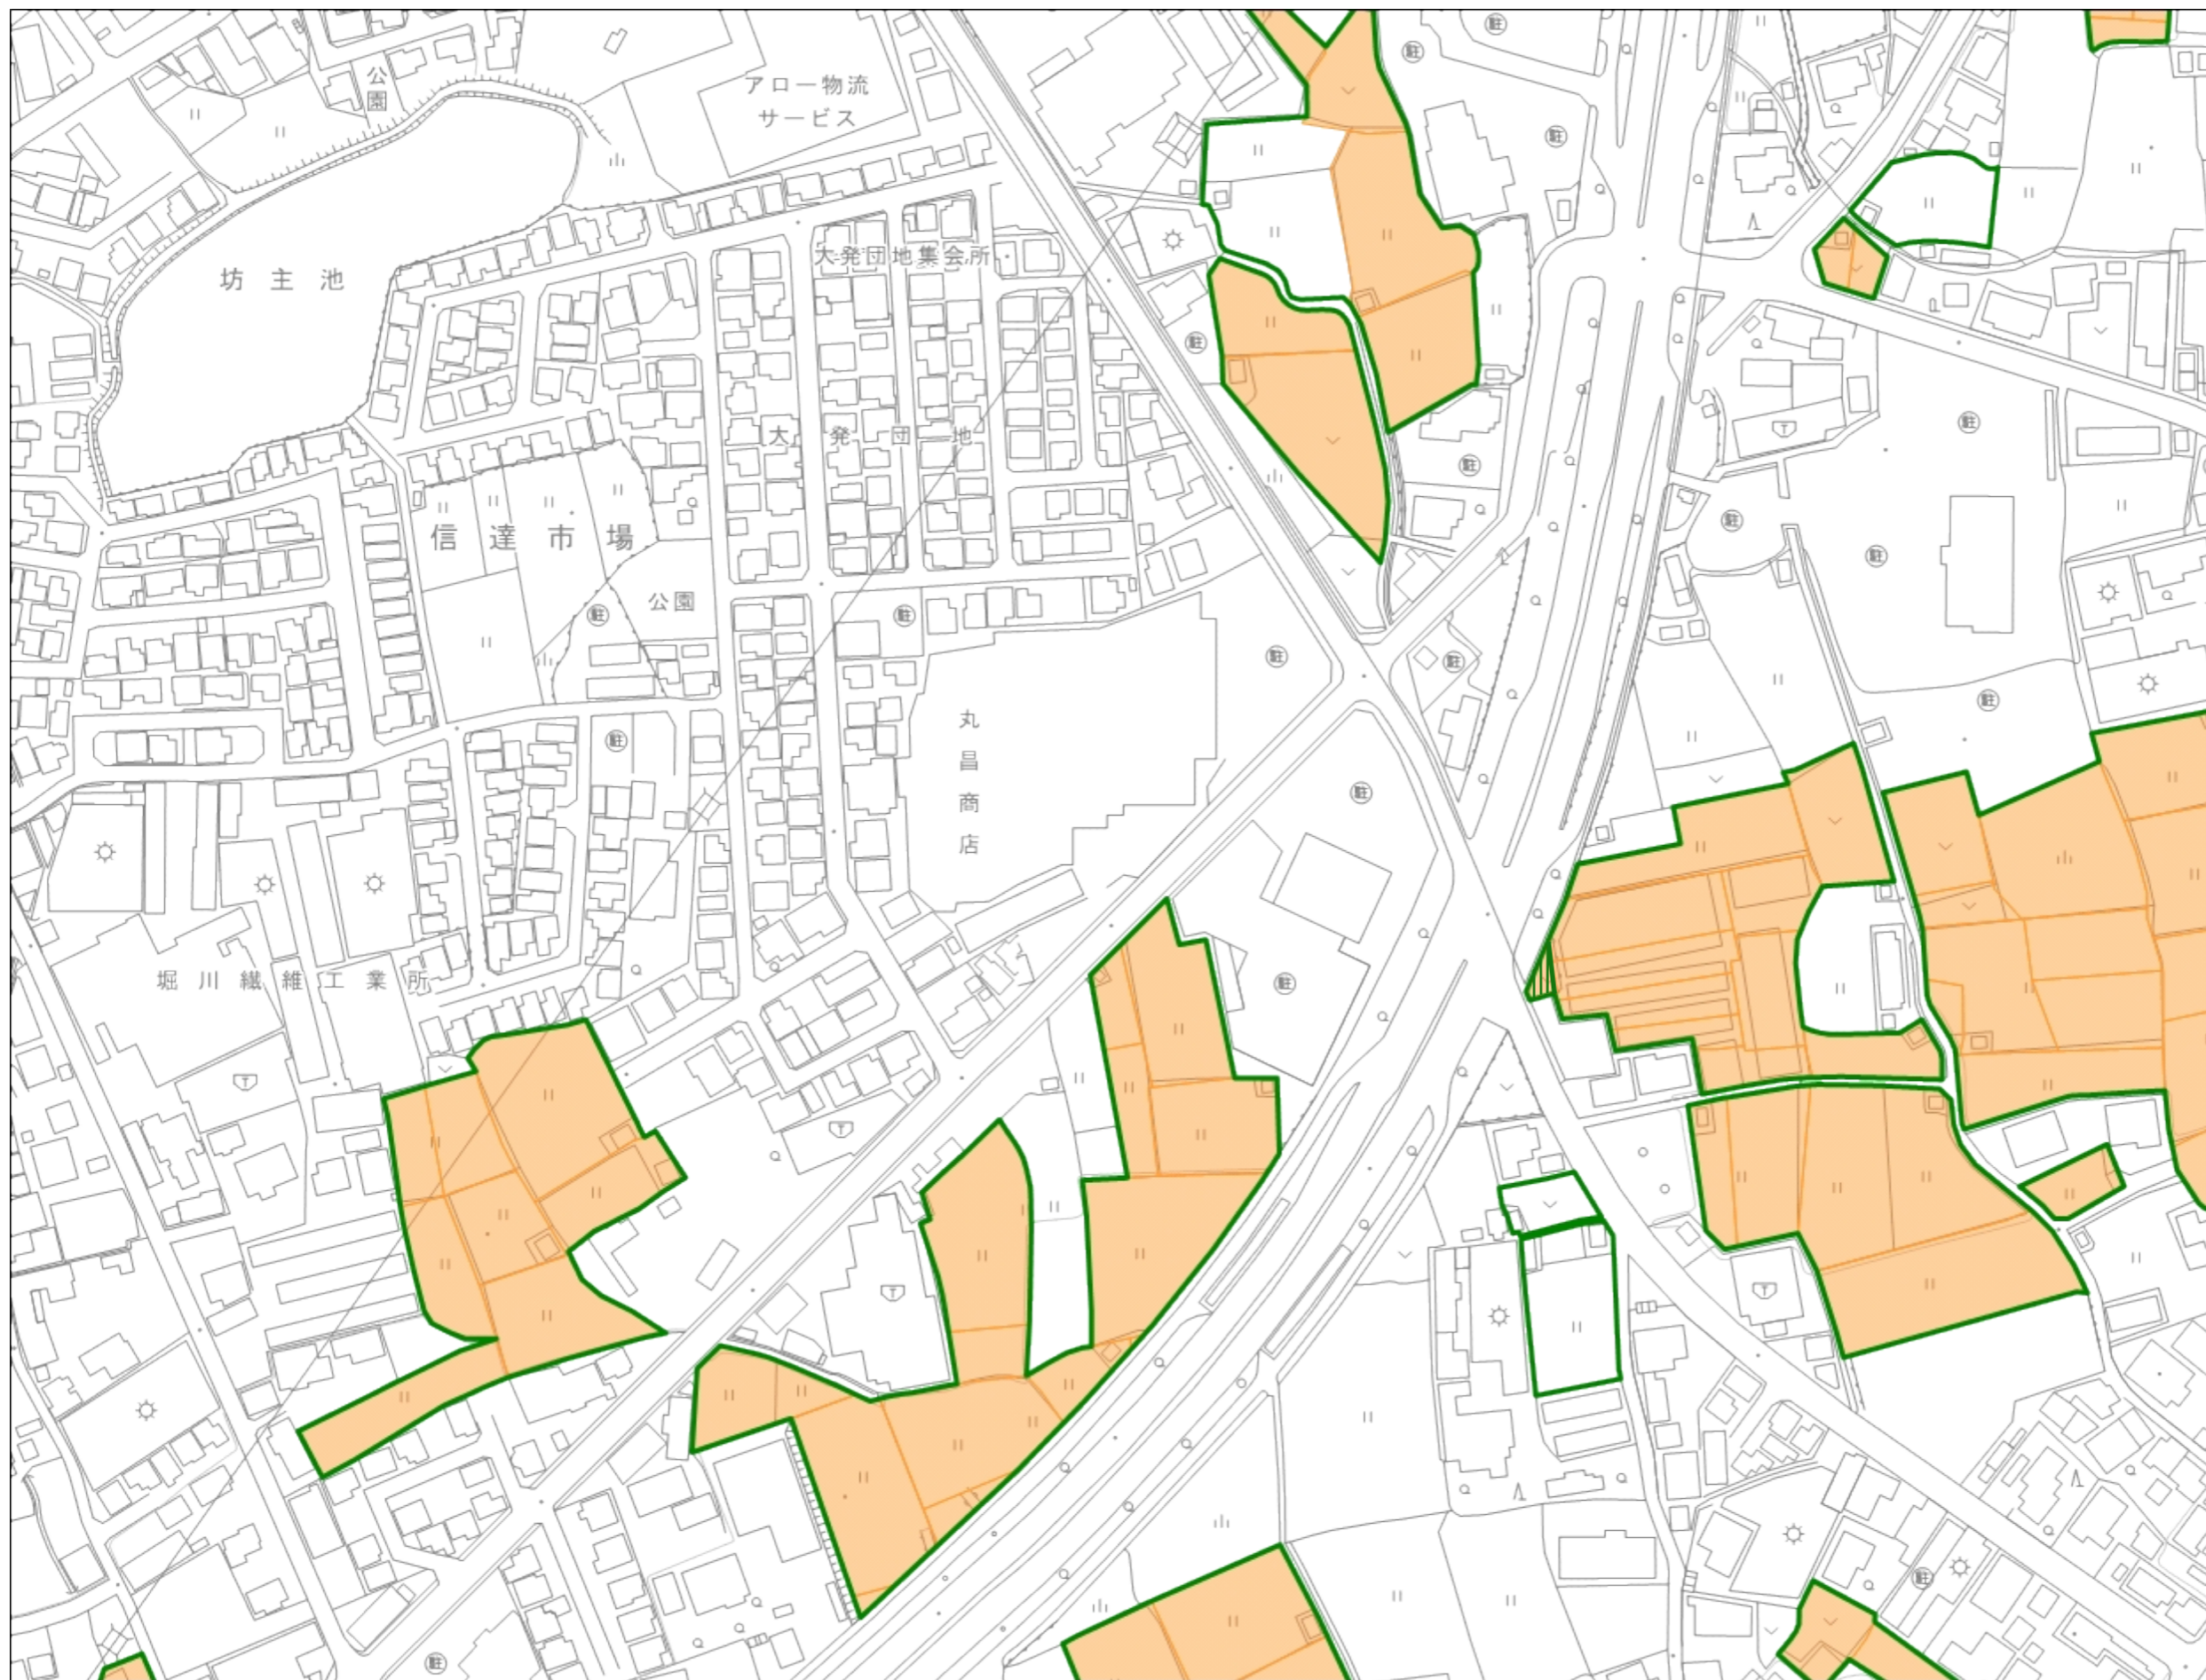 公園
アロー物流
サービス
大発団地集会所
坊主池
大発団地
信達市場
公園
丸昌商店
堀川繊維工業所